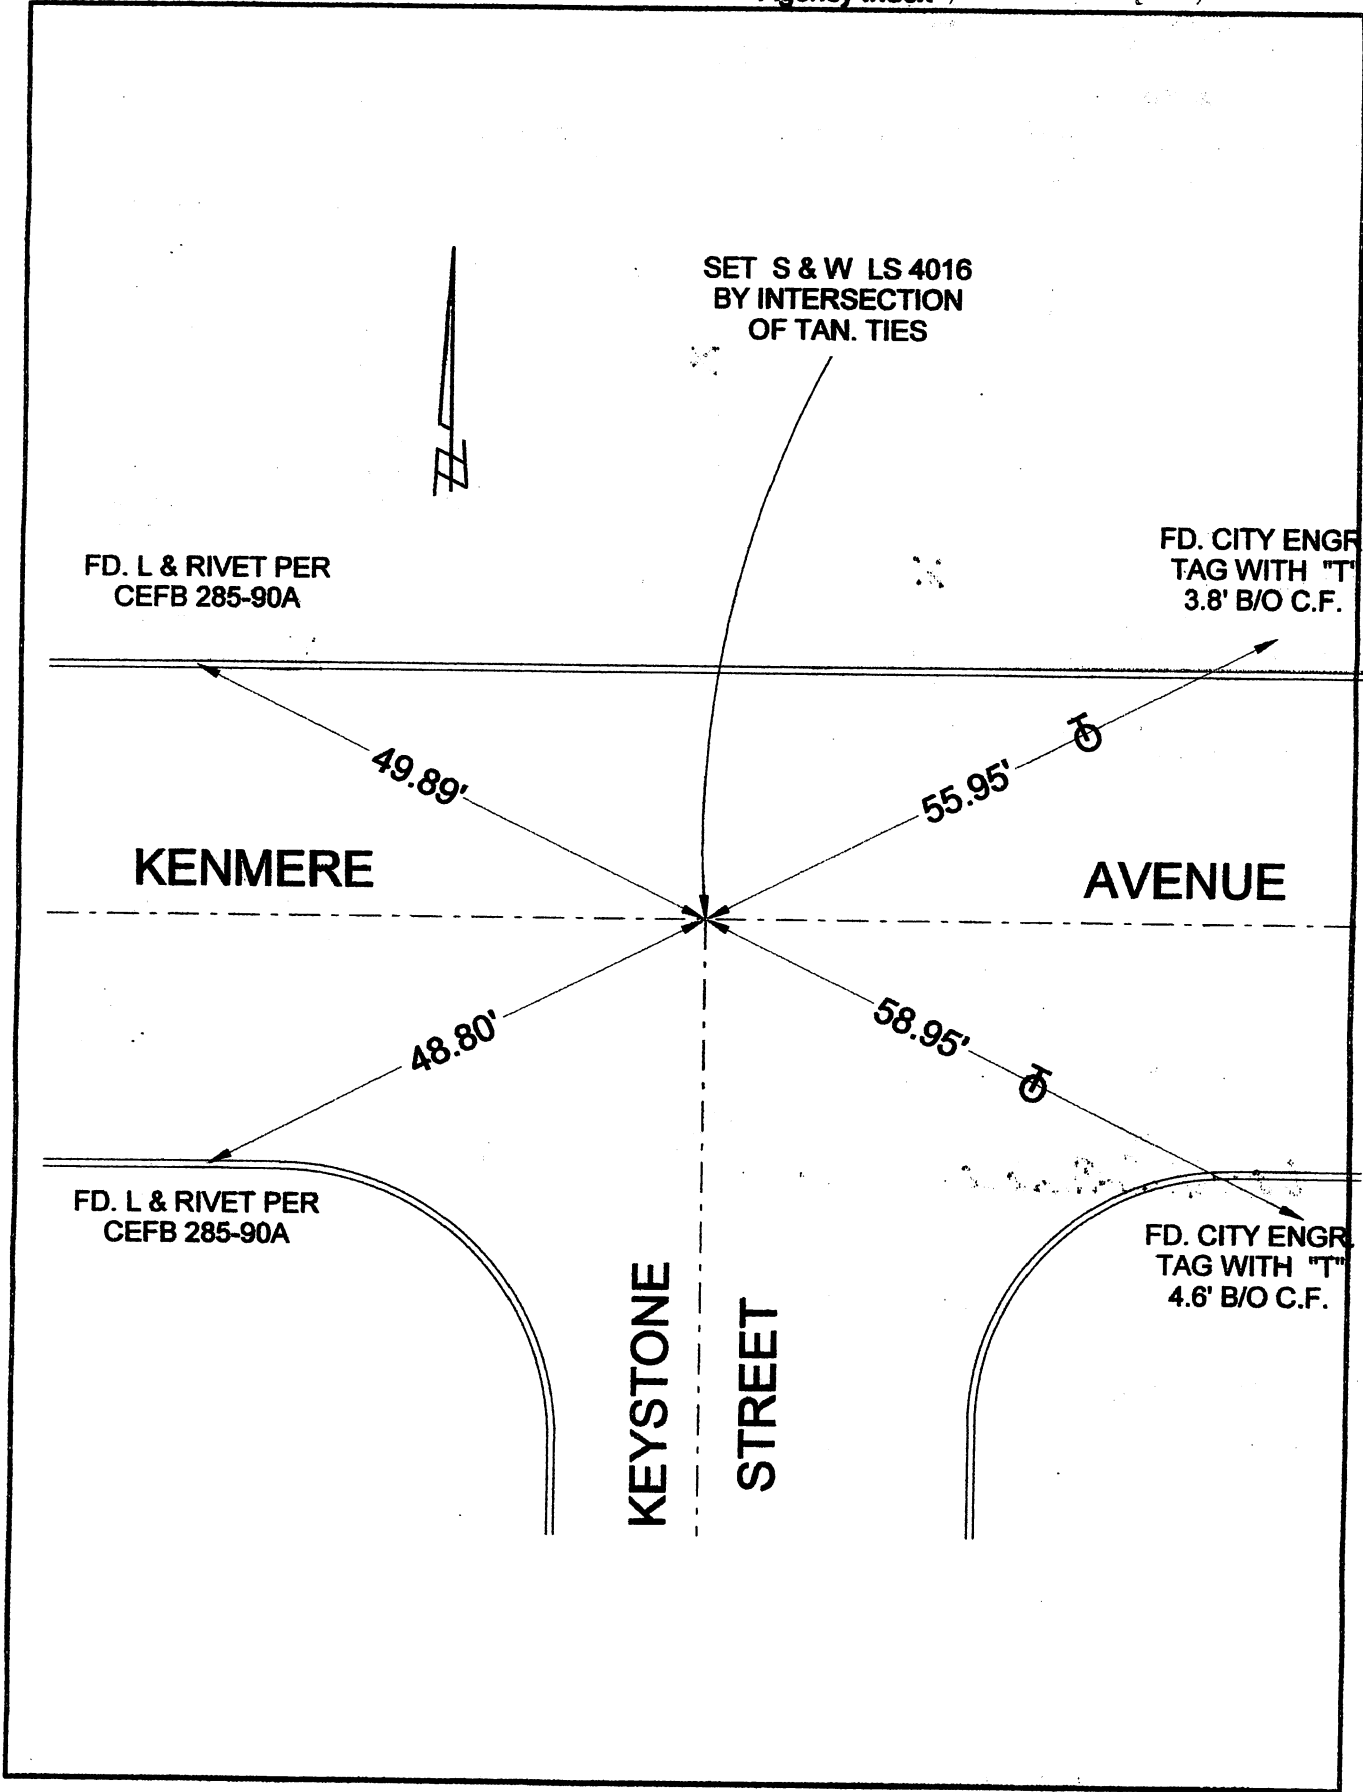 SET S & W LS 4016
BY INTERSECTION
OF TAN. TIES
FD. L & RIVET PER
CEFB 285-90A
FD. CITY ENGR
TAG WITH "T"
3.8' B/O C.F.
49.89'
55.95'
KENMERE AVENUE
48.80'
58.95'
FD. L & RIVET PER
CEFB 285-90A
FD. CITY ENGR.
TAG WITH "T"
4.6' B/O C.F.
KEYSTONE
STREET